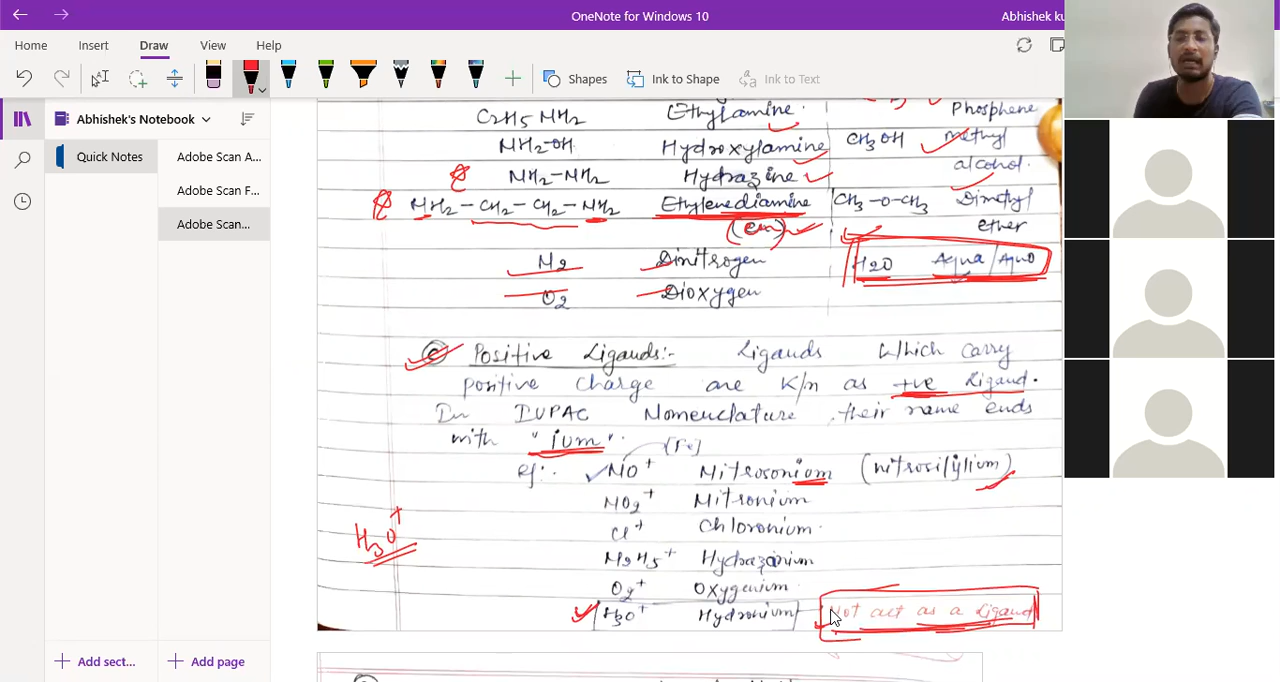 OneNote for Windows 10
Abhishek ku
Home Insert Draw View Help
Shapes Ink to Shape Ink to Text
Abhishek's Notebook
Quick Notes
Adobe Scan A...
Adobe Scan F...
Adobe Scan...
Add sect...
Add page
C2H5 NH2 Ethylamine Phosphene
NH2-OH Hydroxylamine CH3OH Methyl
alcohol.
NH2-NH2 Hydrazine
NH2-CH2-CH2-NH2 Ethylenediamine CH3-O-CH3 Dimethyl
(en) ether
N2 Dinitrogen H2O Aqua/Aquo
O2 Dioxygen
C Positive Ligands:- Ligands Which carry
positive charge are K/n as +ve Ligand.
In IUPAC Nomenclature, their name ends
with "ium".
eg:- NO+ Nitrosonium
NO2+ Nitronium
Cl+ Chloronium
N2H5+ Hydrazinium
O2+ Oxygenium
H3O+ Hydronium Not act as a Ligand
H3O+